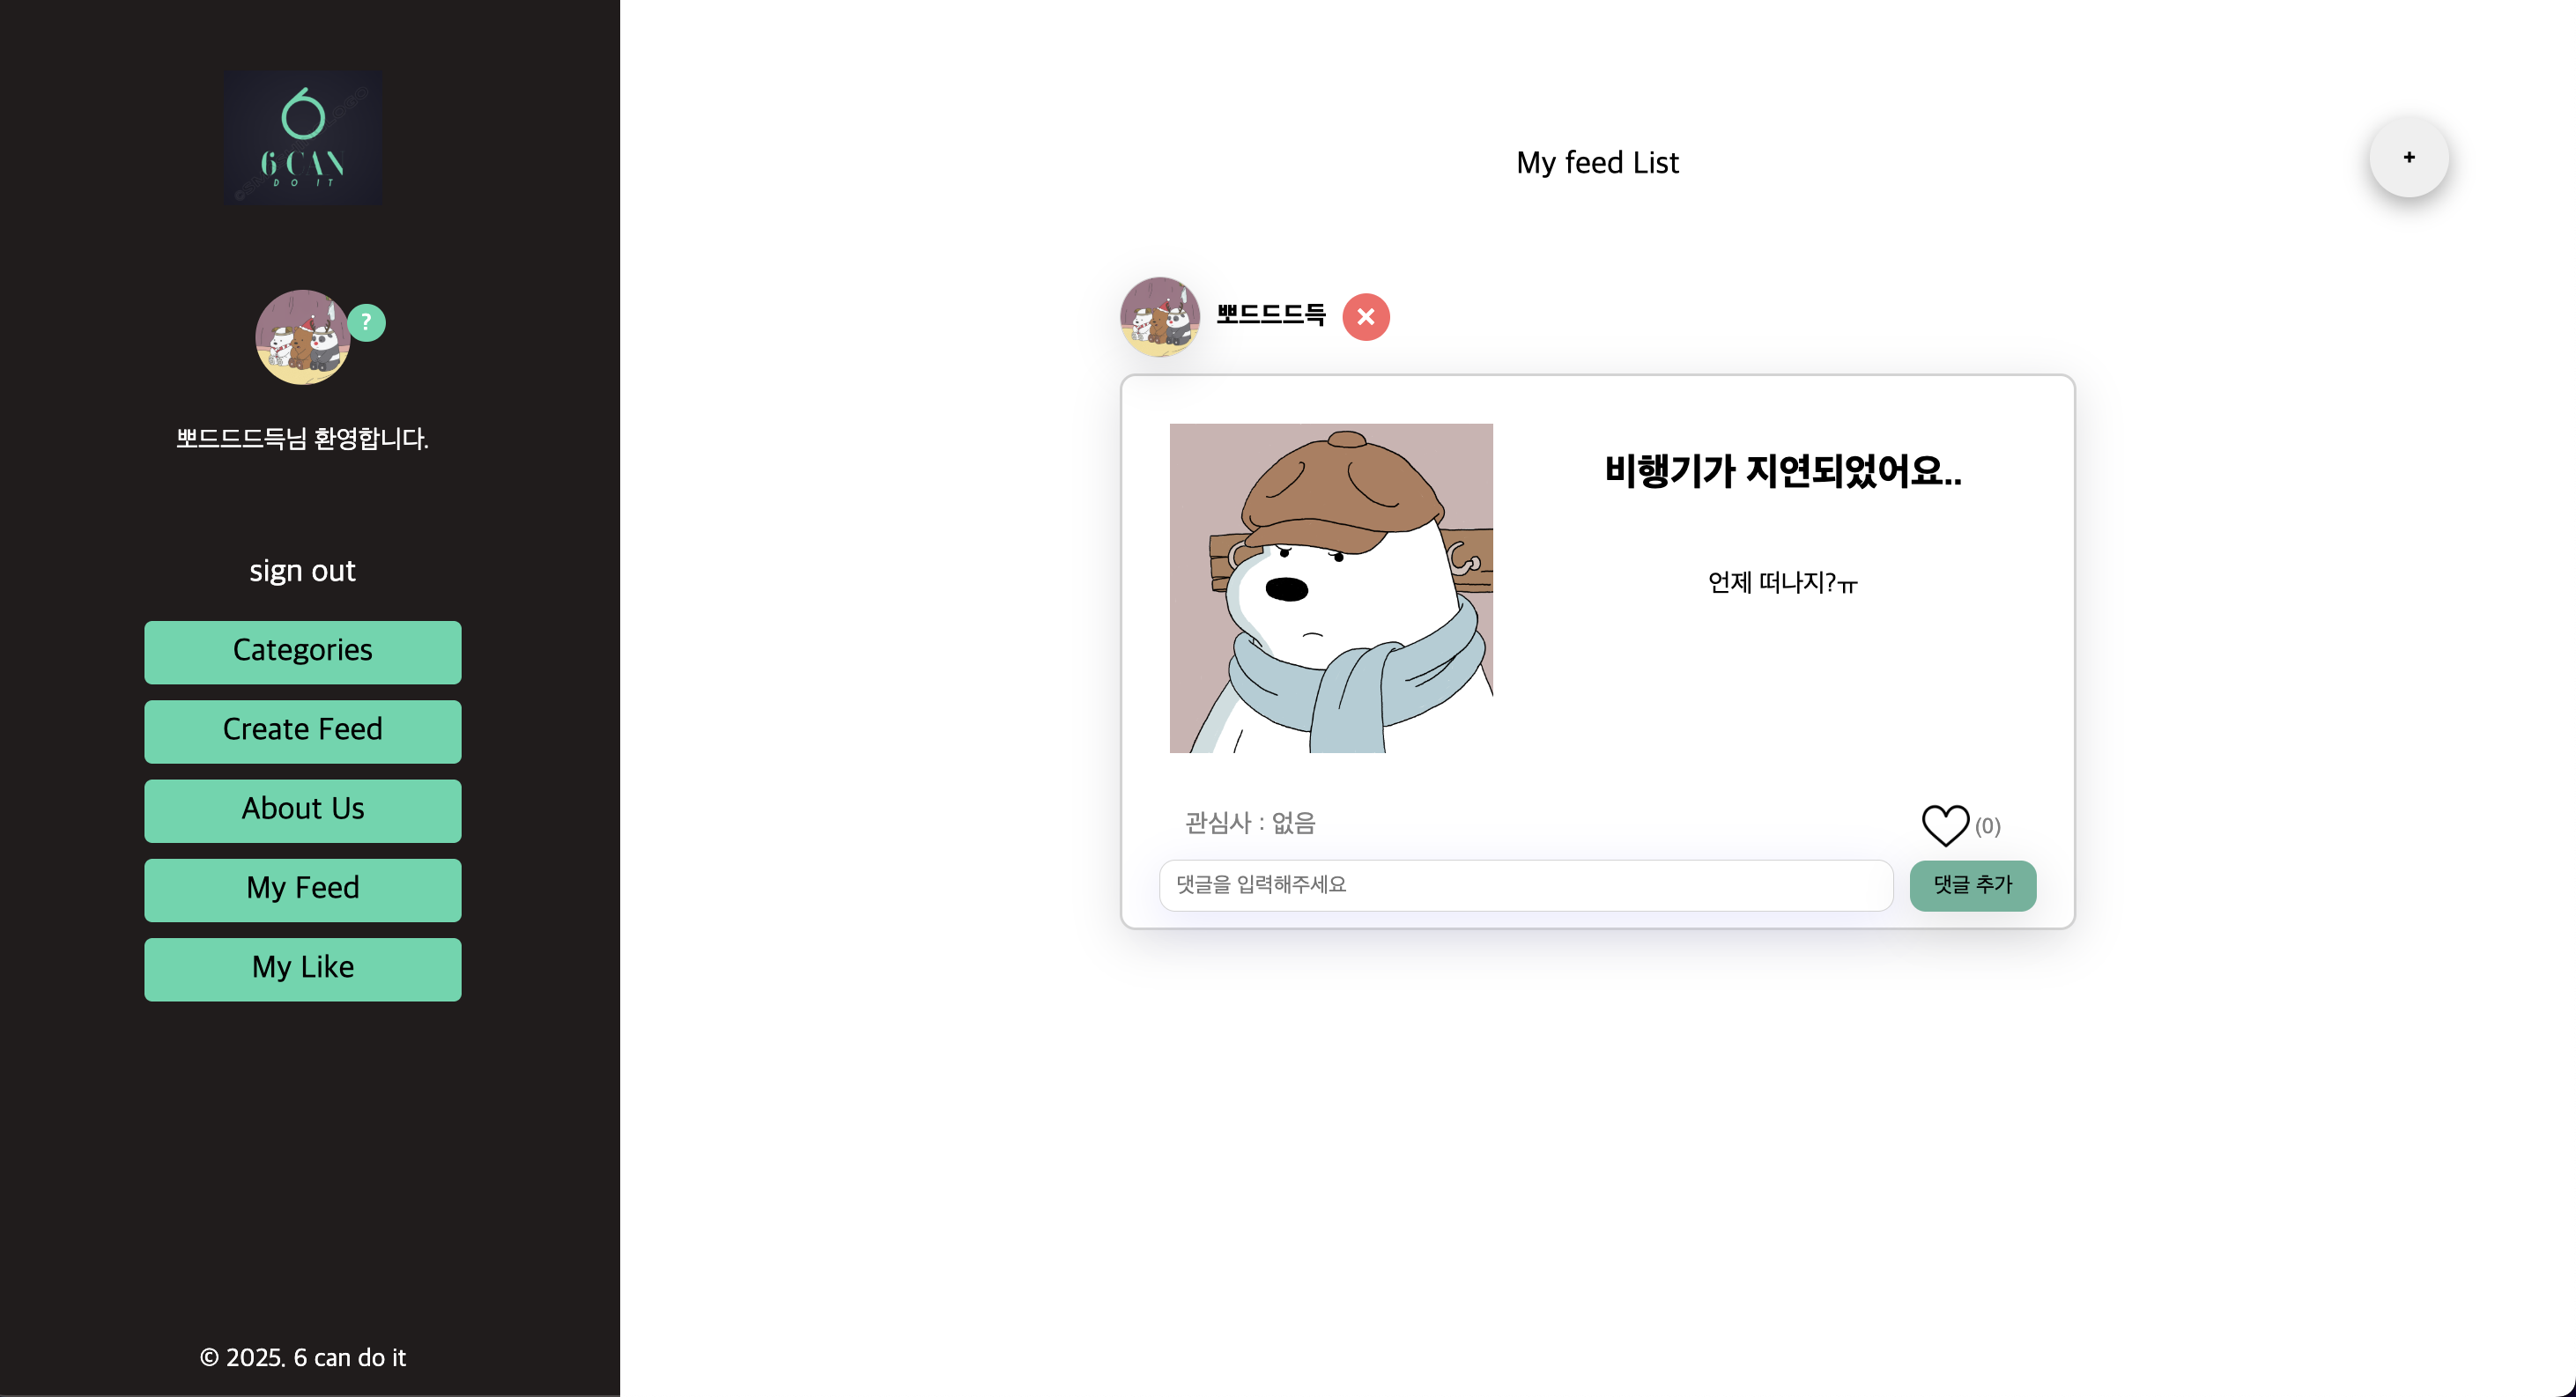 6 CAN
DO IT
?
뽀드드드득님 환영합니다.
sign out
Categories
Create Feed
About Us
My Feed
My Like
© 2025. 6 can do it
My feed List
+
뽀드드드득
비행기가 지연되었어요..
언제 떠나지?ㅠ
관심사 : 없음
(0)
댓글을 입력해주세요
댓글 추가